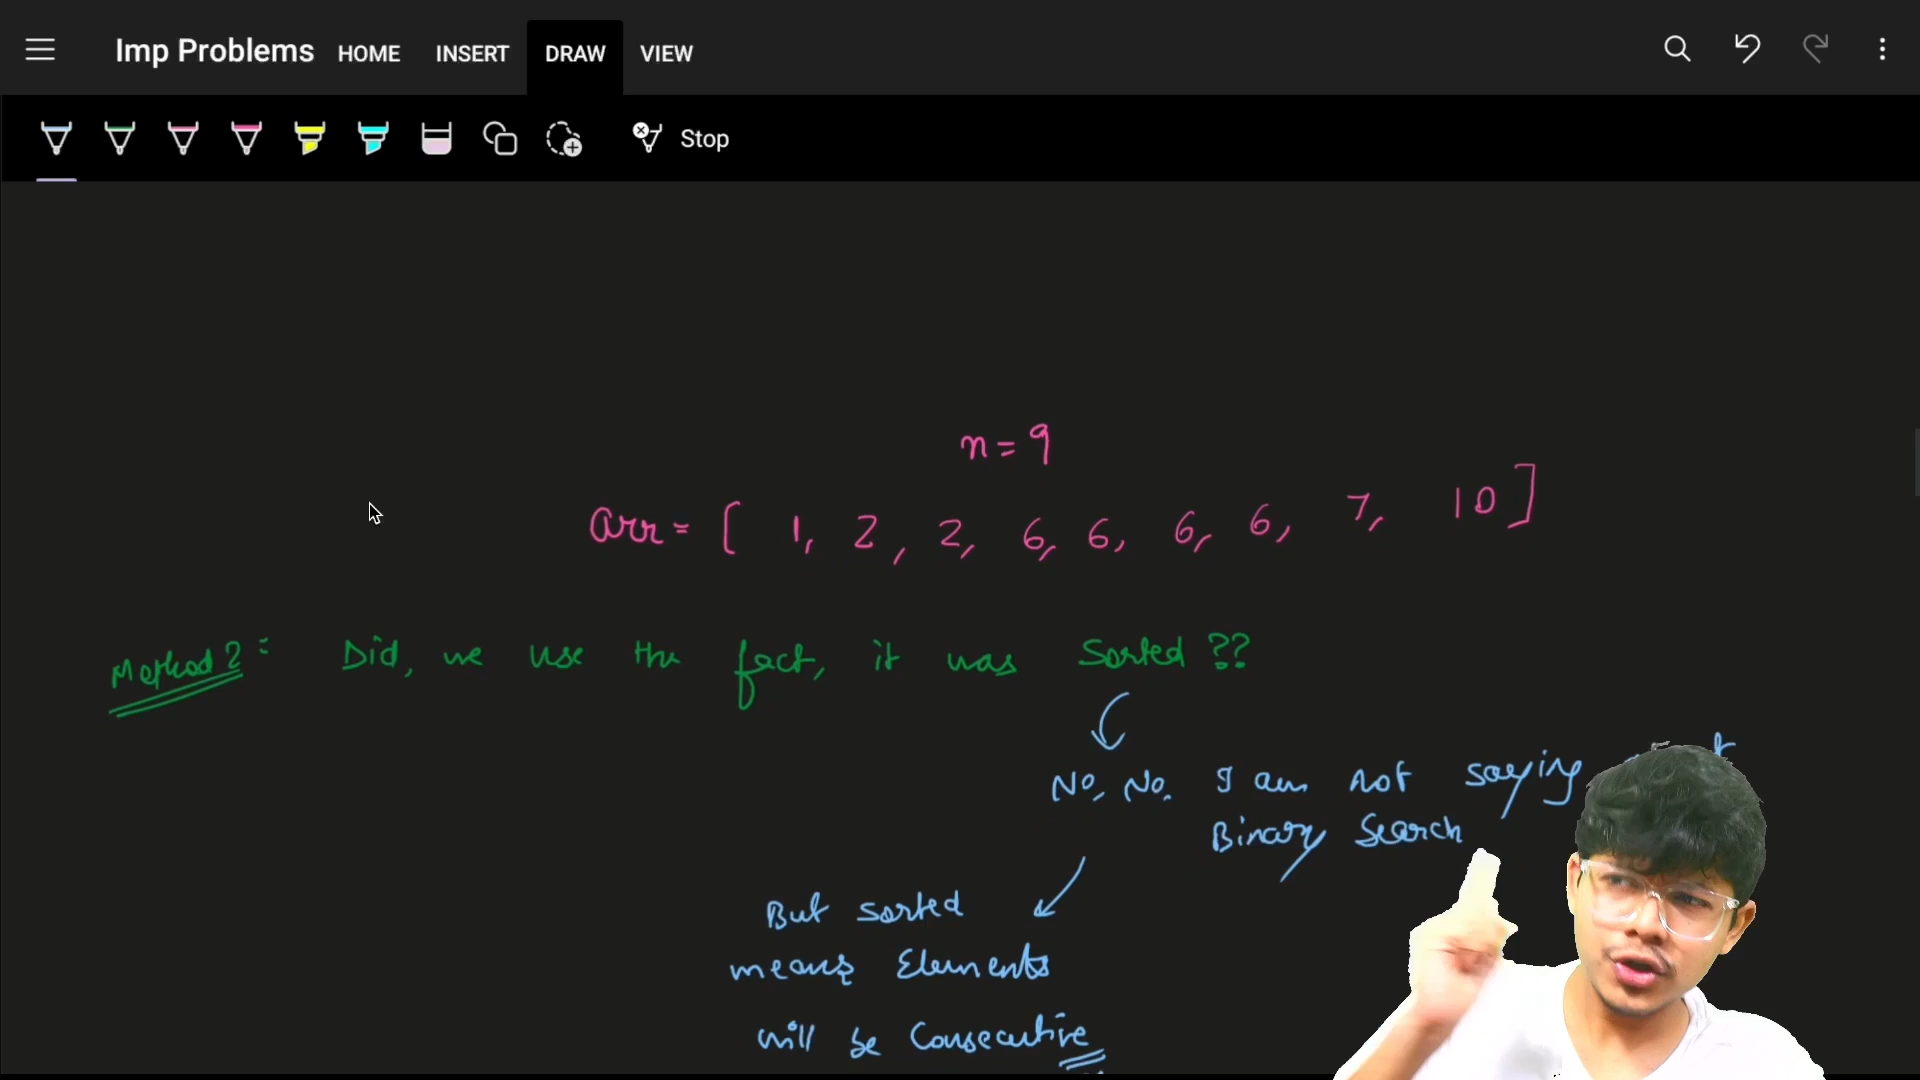 Imp Problems HOME INSERT DRAW VIEW
Stop
n = 9
arr = [ 1, 2, 2, 6, 6, 6, 6, 7, 10 ]
Method 2: Did, we use the fact, it was Sorted ??
No, No. I am not saying
Binary Search
But sorted
means Elements
will be Consecutive